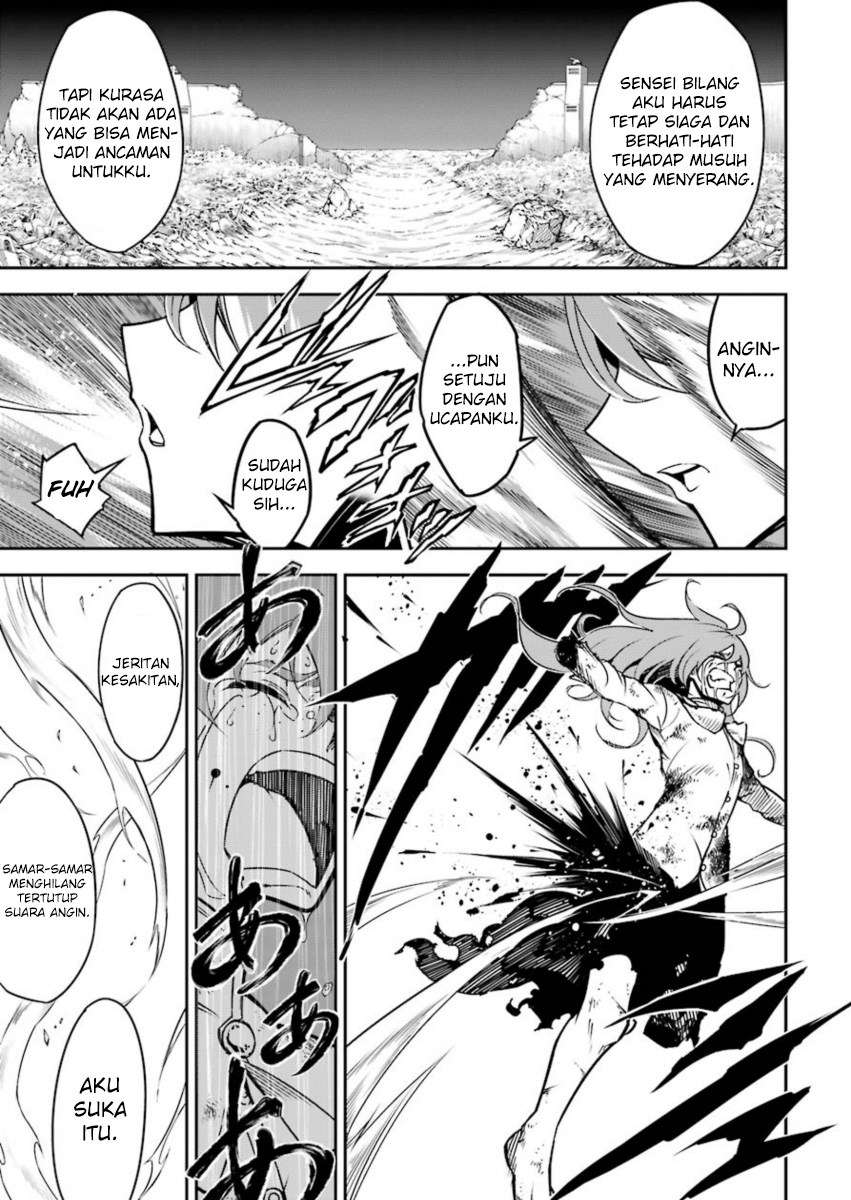 SENSEI BILANG
AKU HARUS
TETAP SIAGA DAN
BERHATI-HATI
TEHADAP MUSUH
YANG MENYERANG.
TAPI KURASA
TIDAK AKAN ADA
YANG BISA MEN-
JADI ANCAMAN
UNTUKKU.
ANGIN-
NYA...
...PUN
SETUJU
DENGAN
UCAPANKU.
SUDAH
KUDUGA
SIH...
FUH
あ
あ
ああ
あ
JERITAN
KESAKITAN,
SAMAR-SAMAR
MENGHILANG
TERTUTUP
SUARA ANGIN.
AKU
SUKA
ITU.